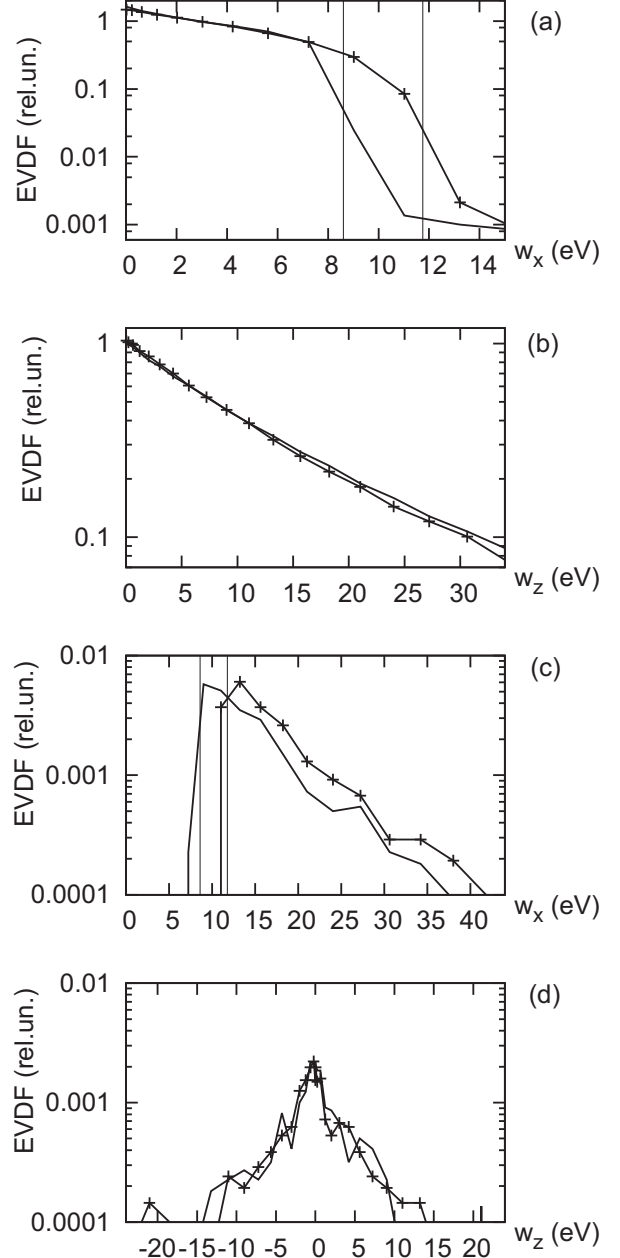 (a)
EVDF (rel.un.)
1
0.1
0.01
0.001
0 2 4 6 8 10 12 14
w_x (eV)
(b)
EVDF (rel.un.)
1
0.1
0 5 10 15 20 25 30
w_z (eV)
(c)
EVDF (rel.un.)
0.01
0.001
0.0001
0 5 10 15 20 25 30 35 40
w_x (eV)
(d)
EVDF (rel.un.)
0.01
0.001
0.0001
-20 -15 -10 -5 0 5 10 15 20
w_z (eV)